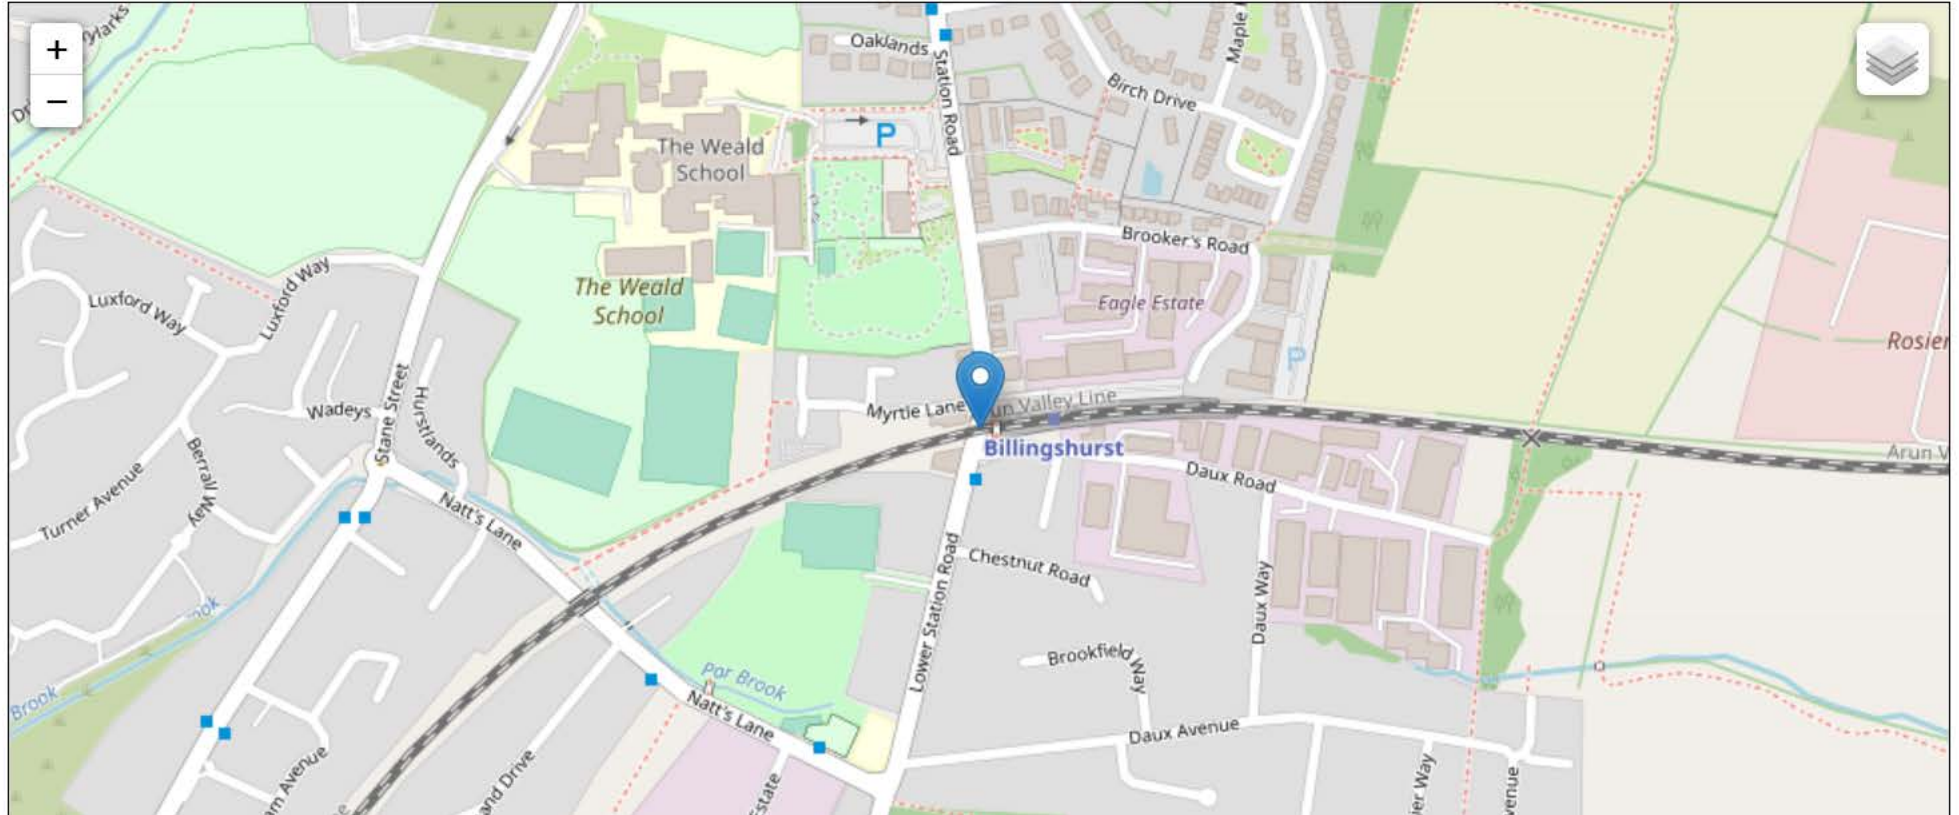 +
−
Oaklands
Station Road
Maple
Birch Drive
P
The Weald
School
Brooker's Road
Luxford Way
Luxford Way
The Weald
School
Eagle Estate
P
Rosier
Stane Street
Hurstlands
Wadeys
Myrtle Lane
Arun Valley Line
Billingshurst
Arun V
Berrall Way
Turner Avenue
Natt's Lane
Daux Road
Chestnut Road
Lower Station Road
Daux Way
Brookfield Way
Par Brook
Brook
Natt's Lane
Daux Avenue
Estate